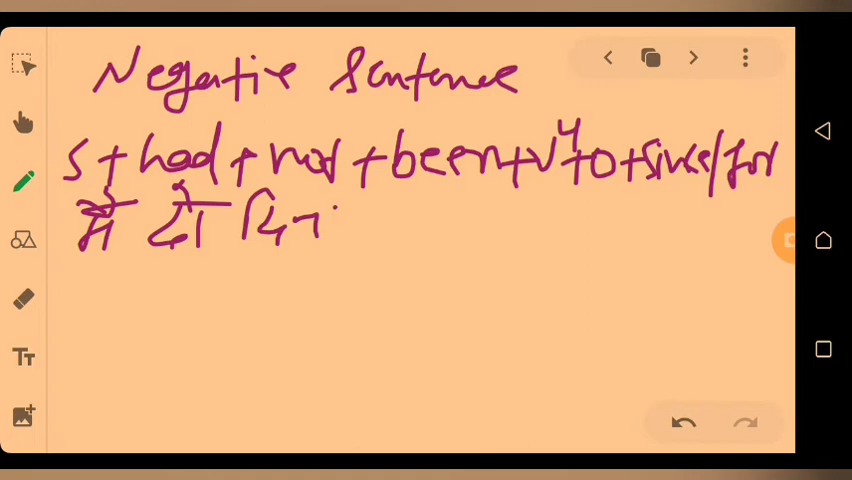 Negative Sentence
S + had + not + been + V4 + O + since/for
मैं दो दिन